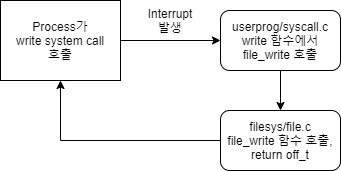 Process가
write system call
호출
Interrupt
발생
userprog/syscall.c
write 함수에서
file_write 호출
filesys/file.c
file_write 함수 호출,
return off_t